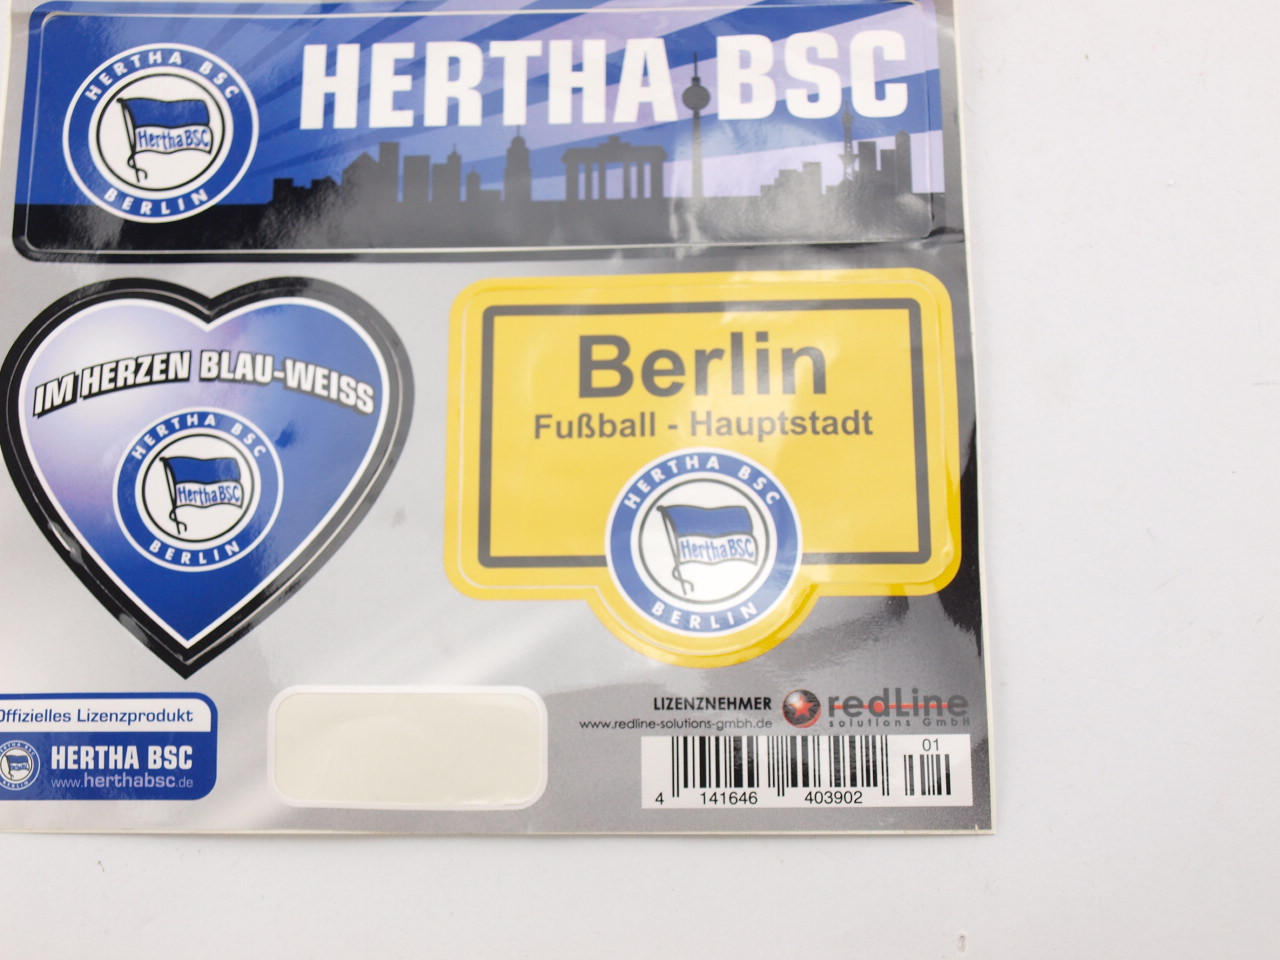 HERTHA BSC
HERTHA BSC
Hertha BSC
BERLIN
IM HERZEN BLAU-WEISS
HERTHA BSC
Hertha BSC
BERLIN
Berlin
Fußball - Hauptstadt
HERTHA BSC
Hertha BSC
BERLIN
Offizielles Lizenzprodukt
HERTHA BSC
www.herthabsc.de
LIZENZNEHMER
www.redline-solutions-gmbh.de
redLine
solutions GmbH
01
4 141646 403902